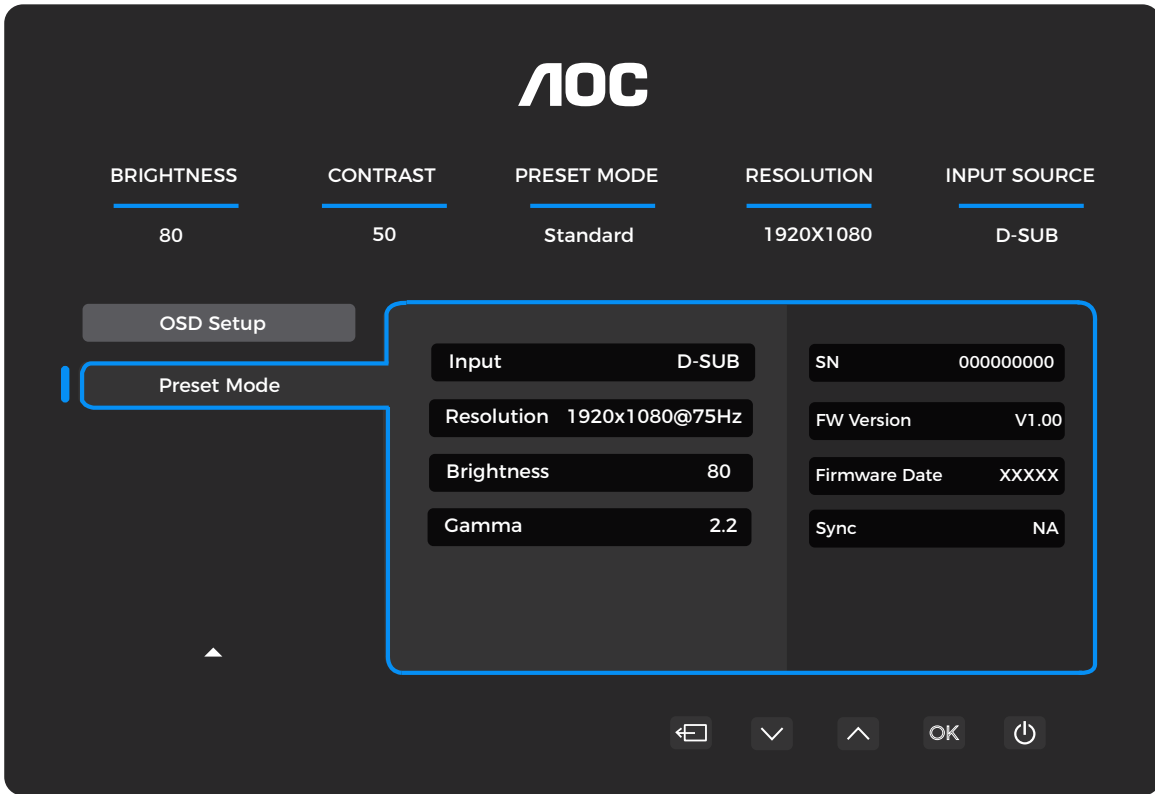 AOC
BRIGHTNESS CONTRAST PRESET MODE RESOLUTION INPUT SOURCE
80 50 Standard 1920X1080 D-SUB
OSD Setup
Preset Mode
Input D-SUB
Resolution 1920x1080@75Hz
Brightness 80
Gamma 2.2
SN 000000000
FW Version V1.00
Firmware Date XXXXX
Sync NA
OK